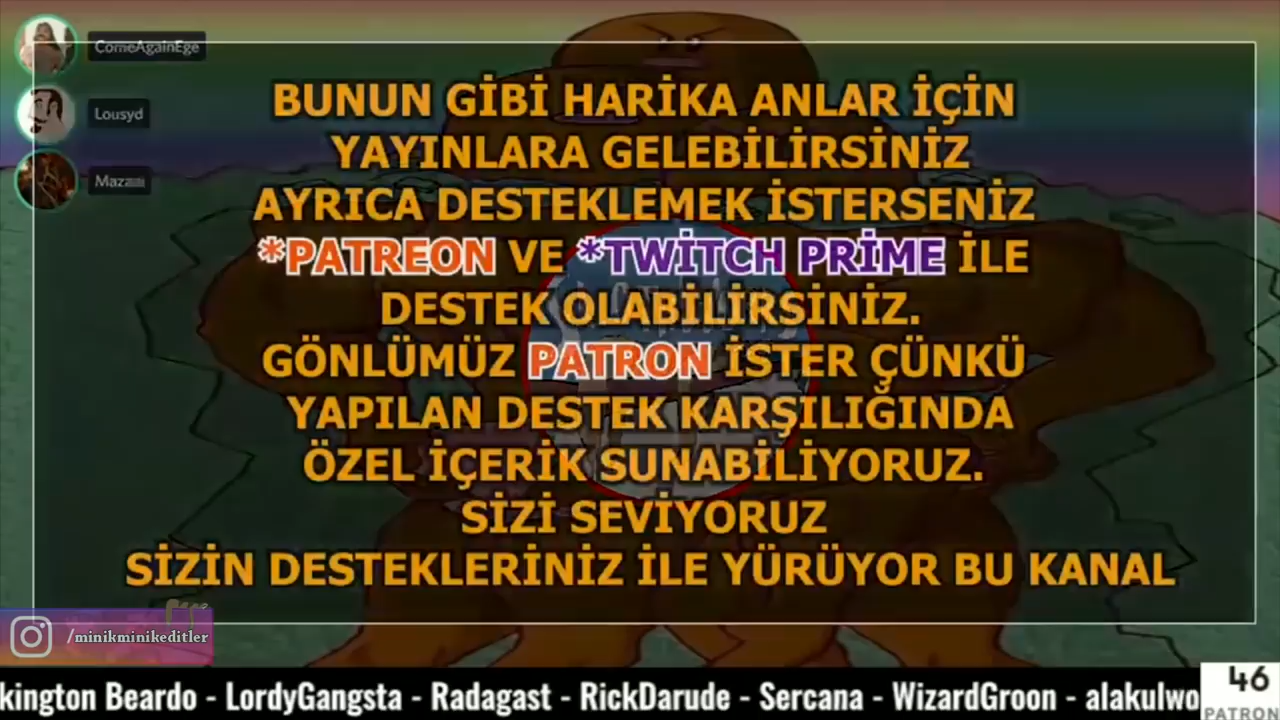 ComeAgainEge
Lousyd
BUNUN GİBİ HARİKA ANLAR İÇİN
YAYINLARA GELEBİLİRSİNİZ
AYRICA DESTEKLEMEK İSTERSENİZ
*PATREON VE *TWİTCH PRİME İLE
DESTEK OLABİLİRSİNİZ.
GÖNLÜMÜZ PATRON İSTER ÇÜNKÜ
YAPILAN DESTEK KARŞILIĞINDA
ÖZEL İÇERİK SUNABİLİYORUZ.
SİZİ SEVİYORUZ
SİZİN DESTEKLERİNİZ İLE YÜRÜYOR BU KANAL
/minikminikeditler
kington Beardo - LordyGangsta - Radagast - RickDarude - Sercana - WizardGroon - alakulwo
46
PATRON